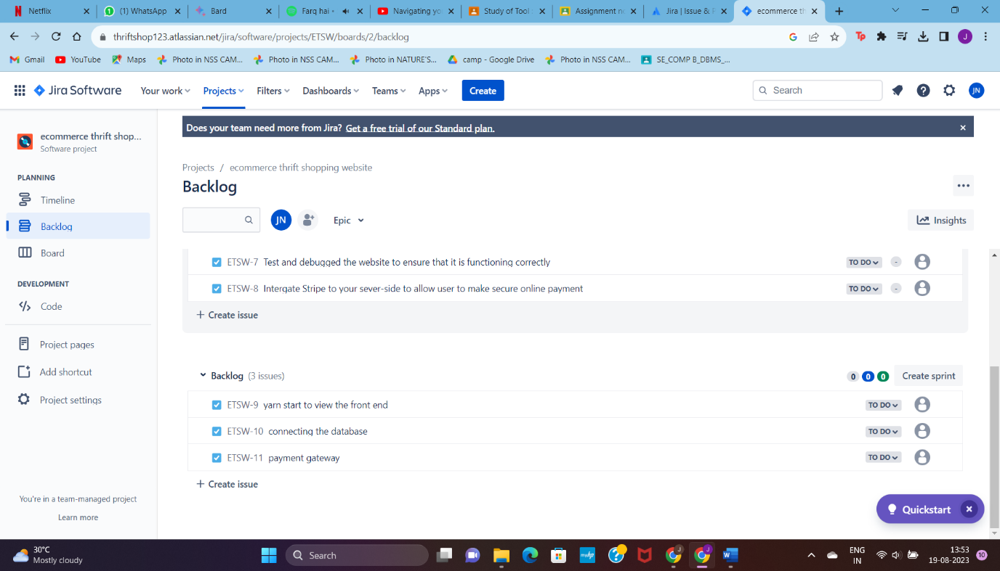 Netflix
(1) WhatsApp
Bard
Farq hai •
Navigating yo
Study of Tool
Assignment no
Jira | Issue & P
ecommerce th
thriftshop123.atlassian.net/jira/software/projects/ETSW/boards/2/backlog
Gmail
YouTube
Maps
Photo in NSS CAM...
Photo in NSS CAM...
Photo in NATURE'S...
camp - Google Drive
Photo in NSS CAM...
SE_COMP B_DBMS_...
Jira Software
Your work
Projects
Filters
Dashboards
Teams
Apps
Create
Search
JN
ecommerce thrift shop...
Software project
PLANNING
Timeline
Backlog
Board
DEVELOPMENT
Code
Project pages
Add shortcut
Project settings
You're in a team-managed project
Learn more
Does your team need more from Jira? Get a free trial of our Standard plan.
Projects / ecommerce thrift shopping website
Backlog
JN
Epic
Insights
ETSW-7 Test and debugged the website to ensure that it is functioning correctly TO DO -
ETSW-8 Intergate Stripe to your sever-side to allow user to make secure online payment TO DO -
+ Create issue
Backlog (3 issues) 0 0 0 Create sprint
ETSW-9 yarn start to view the front end TO DO
ETSW-10 connecting the database TO DO
ETSW-11 payment gateway TO DO
+ Create issue
Quickstart
30°C
Mostly cloudy
Search
ENG
IN
13:53
19-08-2023
10